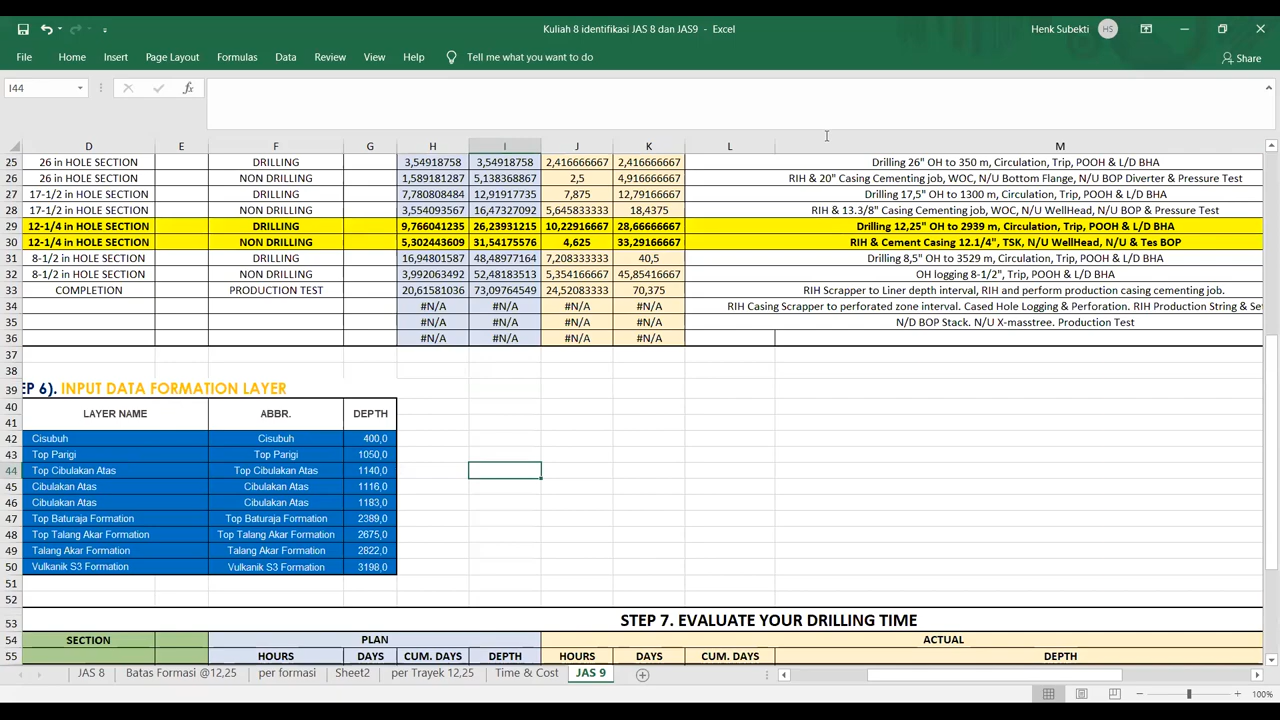 Kuliah 8 identifikasi JAS 8 dan JAS9 - Excel
Henk Subekti HS
File Home Insert Page Layout Formulas Data Review View Help Tell me what you want to do Share
I44 fx
D E F G H I J K L M
25 26 in HOLE SECTION DRILLING 3,54918758 3,54918758 2,416666667 2,416666667 Drilling 26" OH to 350 m, Circulation, Trip, POOH & L/D BHA
26 26 in HOLE SECTION NON DRILLING 1,589181287 5,138368867 2,5 4,916666667 RIH & 20" Casing Cementing job, WOC, N/U Bottom Flange, N/U BOP Diverter & Pressure Test
27 17-1/2 in HOLE SECTION DRILLING 7,780808484 12,91917735 7,875 12,79166667 Drilling 17,5" OH to 1300 m, Circulation, Trip, POOH & L/D BHA
28 17-1/2 in HOLE SECTION NON DRILLING 3,554093567 16,47327092 5,645833333 18,4375 RIH & 13.3/8" Casing Cementing job, WOC, N/U WellHead, N/U BOP & Pressure Test
29 12-1/4 in HOLE SECTION DRILLING 9,766041235 26,23931215 10,22916667 28,66666667 Drilling 12,25" OH to 2939 m, Circulation, Trip, POOH & L/D BHA
30 12-1/4 in HOLE SECTION NON DRILLING 5,302443609 31,54175576 4,625 33,29166667 RIH & Cement Casing 12.1/4", TSK, N/U WellHead, N/U & Tes BOP
31 8-1/2 in HOLE SECTION DRILLING 16,94801587 48,48977164 7,208333333 40,5 Drilling 8,5" OH to 3529 m, Circulation, Trip, POOH & L/D BHA
32 8-1/2 in HOLE SECTION NON DRILLING 3,992063492 52,48183513 5,354166667 45,85416667 OH logging 8-1/2", Trip, POOH & L/D BHA
33 COMPLETION PRODUCTION TEST 20,61581036 73,09764549 24,52083333 70,375 RIH Scrapper to Liner depth interval, RIH and perform production casing cementing job.
34 #N/A #N/A #N/A #N/A RIH Casing Scrapper to perforated zone interval. Cased Hole Logging & Perforation. RIH Production String & Se
35 #N/A #N/A #N/A #N/A N/D BOP Stack. N/U X-masstree. Production Test
36 #N/A #N/A #N/A #N/A
37
38
39 EP 6). INPUT DATA FORMATION LAYER
40 LAYER NAME ABBR. DEPTH
41
42 Cisubuh Cisubuh 400,0
43 Top Parigi Top Parigi 1050,0
44 Top Cibulakan Atas Top Cibulakan Atas 1140,0
45 Cibulakan Atas Cibulakan Atas 1116,0
46 Cibulakan Atas Cibulakan Atas 1183,0
47 Top Baturaja Formation Top Baturaja Formation 2389,0
48 Top Talang Akar Formation Top Talang Akar Formation 2675,0
49 Talang Akar Formation Talang Akar Formation 2822,0
50 Vulkanik S3 Formation Vulkanik S3 Formation 3198,0
51
52
53 STEP 7. EVALUATE YOUR DRILLING TIME
54 SECTION PLAN ACTUAL
55 HOURS DAYS CUM. DAYS DEPTH HOURS DAYS CUM. DAYS DEPTH
JAS 8 Batas Formasi @12,25 per formasi Sheet2 per Trayek 12,25 Time & Cost JAS 9
100%